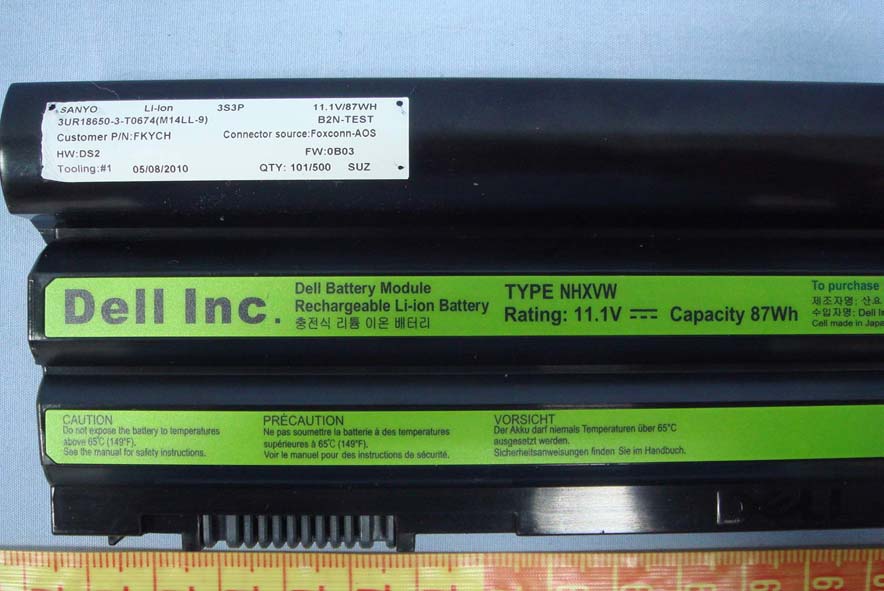 SANYO Li-Ion 3S3P 11.1V/87WH
3UR18650-3-T0674(M14LL-9) B2N-TEST
Customer P/N:FKYCH Connector source:Foxconn-AOS
HW:DS2 FW:0B03
Tooling:#1 05/08/2010 QTY: 101/500 SUZ
Dell Inc.
Dell Battery Module
Rechargeable Li-ion Battery
충전식 리튬 이온 배터리
TYPE NHXVW
Rating: 11.1V Capacity 87Wh
To purchase
제조자명: 산요
수입자명: Dell In
Cell made in Japa
CAUTION
Do not expose the battery to temperatures
above 65°C (149°F).
See the manual for safety instructions.
PRÉCAUTION
Ne pas soumettre la batterie à des temperatures
supérieures à 65°C (149°F).
Voir le manuel pour des instructions de sécurité.
VORSICHT
Der Akku darf niemals Temperaturen über 65°C
ausgesetzt werden.
Sicherheitsanweisungen finden Sie im Handbuch.
DELL